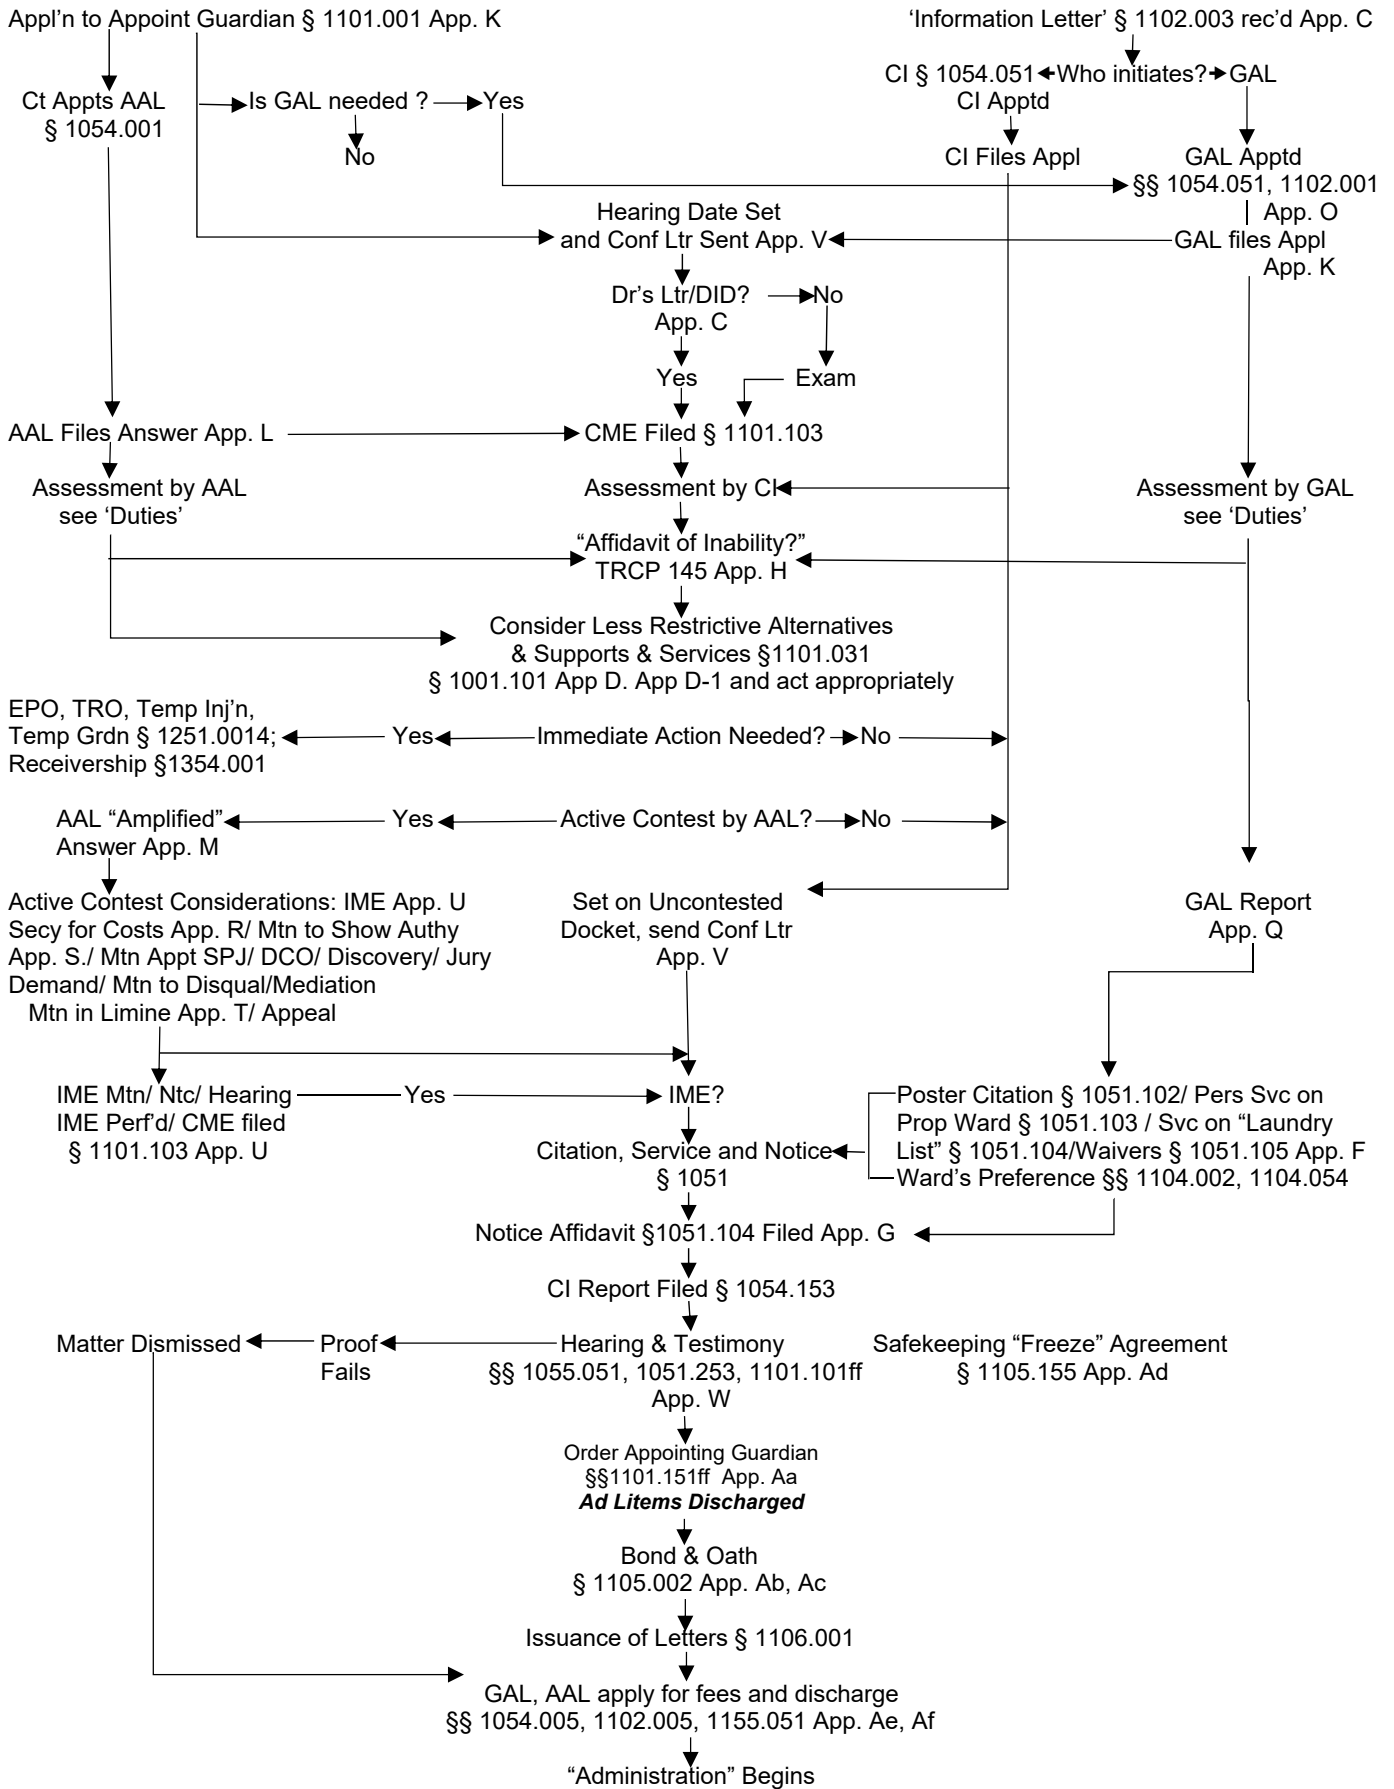 Appl'n to Appoint Guardian § 1101.001 App. K
‘Information Letter’ § 1102.003 rec’d App. C
CI § 1054.051
Who initiates?
GAL
Ct Appts AAL
§ 1054.001
Is GAL needed ?
Yes
No
CI Apptd
CI Files Appl
GAL Apptd
§§ 1054.051, 1102.001
App. O
GAL files Appl
App. K
Hearing Date Set
and Conf Ltr Sent App. V
Dr’s Ltr/DID?
App. C
No
Yes
Exam
AAL Files Answer App. L
CME Filed § 1101.103
Assessment by AAL
see ‘Duties’
Assessment by CI
Assessment by GAL
see ‘Duties’
“Affidavit of Inability?”
TRCP 145 App. H
Consider Less Restrictive Alternatives
& Supports & Services §1101.031
§ 1001.101 App D. App D-1 and act appropriately
EPO, TRO, Temp Inj’n,
Temp Grdn § 1251.0014;
Receivership §1354.001
Yes
Immediate Action Needed?
No
AAL “Amplified”
Answer App. M
Yes
Active Contest by AAL?
No
Active Contest Considerations: IME App. U
Secy for Costs App. R/ Mtn to Show Authy
App. S./ Mtn Appt SPJ/ DCO/ Discovery/ Jury
Demand/ Mtn to Disqual/Mediation
Mtn in Limine App. T/ Appeal
Set on Uncontested
Docket, send Conf Ltr
App. V
GAL Report
App. Q
IME Mtn/ Ntc/ Hearing
IME Perf’d/ CME filed
§ 1101.103 App. U
Yes
IME?
Poster Citation § 1051.102/ Pers Svc on
Prop Ward § 1051.103 / Svc on “Laundry
List” § 1051.104/Waivers § 1051.105 App. F
Ward’s Preference §§ 1104.002, 1104.054
Citation, Service and Notice
§ 1051
Notice Affidavit §1051.104 Filed App. G
CI Report Filed § 1054.153
Matter Dismissed
Proof
Fails
Hearing & Testimony
§§ 1055.051, 1051.253, 1101.101ff
App. W
Safekeeping “Freeze” Agreement
§ 1105.155 App. Ad
Order Appointing Guardian
§§1101.151ff App. Aa
Ad Litems Discharged
Bond & Oath
§ 1105.002 App. Ab, Ac
Issuance of Letters § 1106.001
GAL, AAL apply for fees and discharge
§§ 1054.005, 1102.005, 1155.051 App. Ae, Af
“Administration” Begins